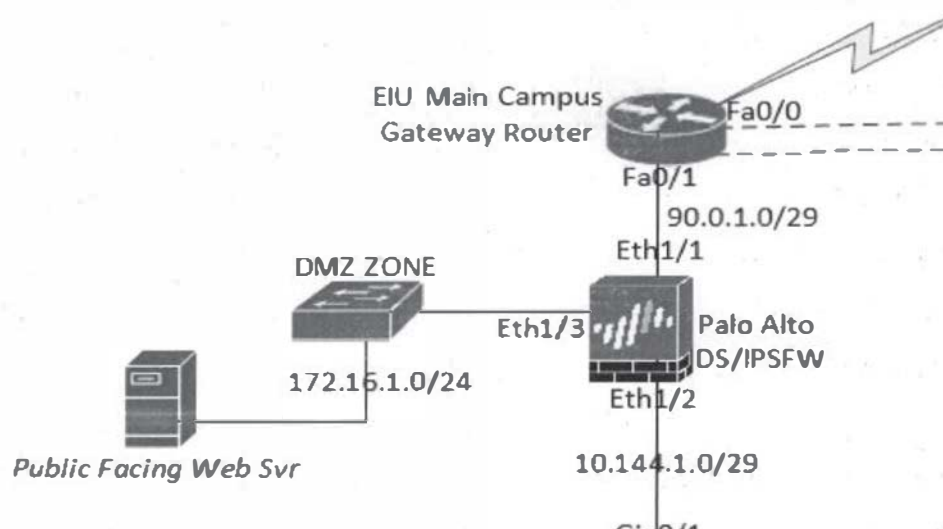 EIU Main Campus
Gateway Router
Fa0/0
Fa0/1
90.0.1.0/29
Eth1/1
DMZ ZONE
Eth1/3
Palo Alto
DS/IPSFW
172.16.1.0/24
Eth1/2
Public Facing Web Svr
10.144.1.0/29